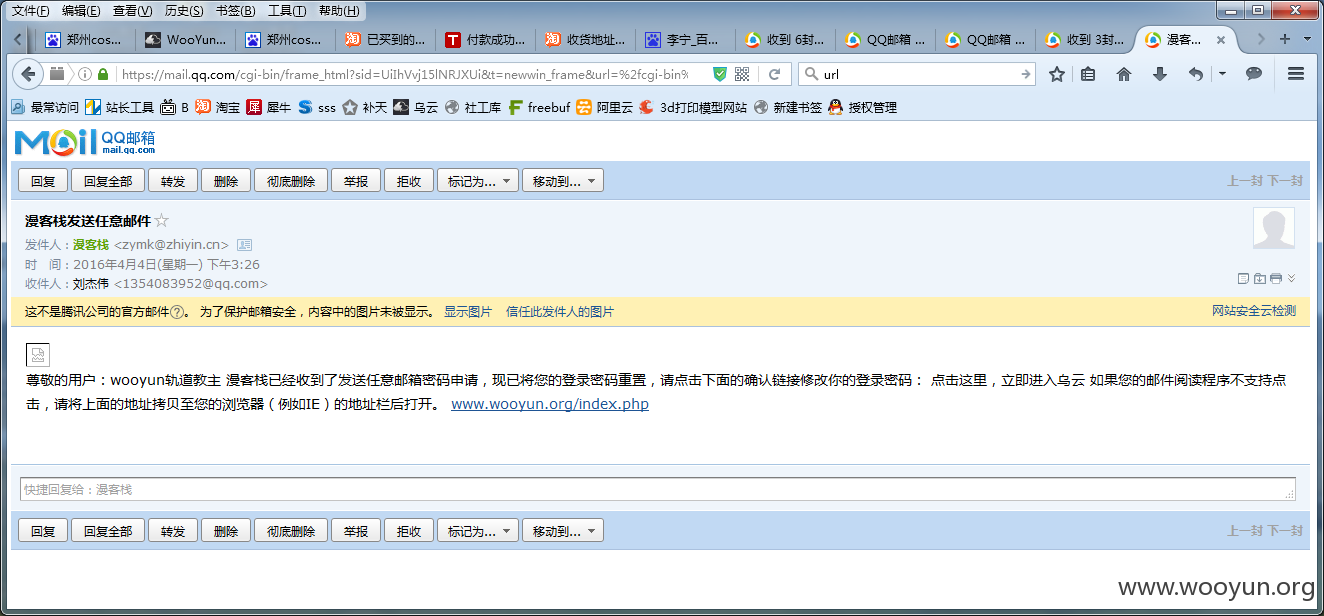 文件(F) 编辑(E) 查看(V) 历史(S) 书签(B) 工具(T) 帮助(H)
郑州cos... WooYun... 郑州cos... 已买到的... 付款成功... 收货地址... 李宁_百... 收到 6封... QQ邮箱 ... QQ邮箱 ... 收到 3封... 漫客...
https://mail.qq.com/cgi-bin/frame_html?sid=UiIhVvj15lNRJXUi&t=newwin_frame&url=%2fcgi-bin% url
最常访问 站长工具 B 淘宝 犀牛 sss 补天 乌云 社工库 freebuf 阿里云 3d打印模型网站 新建书签 授权管理
Mail QQ邮箱
mail.qq.com
回复 回复全部 转发 删除 彻底删除 举报 拒收 标记为... 移动到... 上一封 下一封
漫客栈发送任意邮件
发件人：漫客栈 <zymk@zhiyin.cn>
时 间：2016年4月4日(星期一) 下午3:26
收件人：刘杰伟 <1354083952@qq.com>
这不是腾讯公司的官方邮件?。 为了保护邮箱安全，内容中的图片未被显示。 显示图片 信任此发件人的图片 网站安全云检测
尊敬的用户：wooyun轨道教主 漫客栈已经收到了发送任意邮箱密码申请，现已将您的登录密码重置，请点击下面的确认链接修改你的登录密码： 点击这里，立即进入乌云 如果您的邮件阅读程序不支持点
击，请将上面的地址拷贝至您的浏览器（例如IE）的地址栏后打开。 www.wooyun.org/index.php
快捷回复给：漫客栈
回复 回复全部 转发 删除 彻底删除 举报 拒收 标记为... 移动到... 上一封 下一封
www.wooyun.org